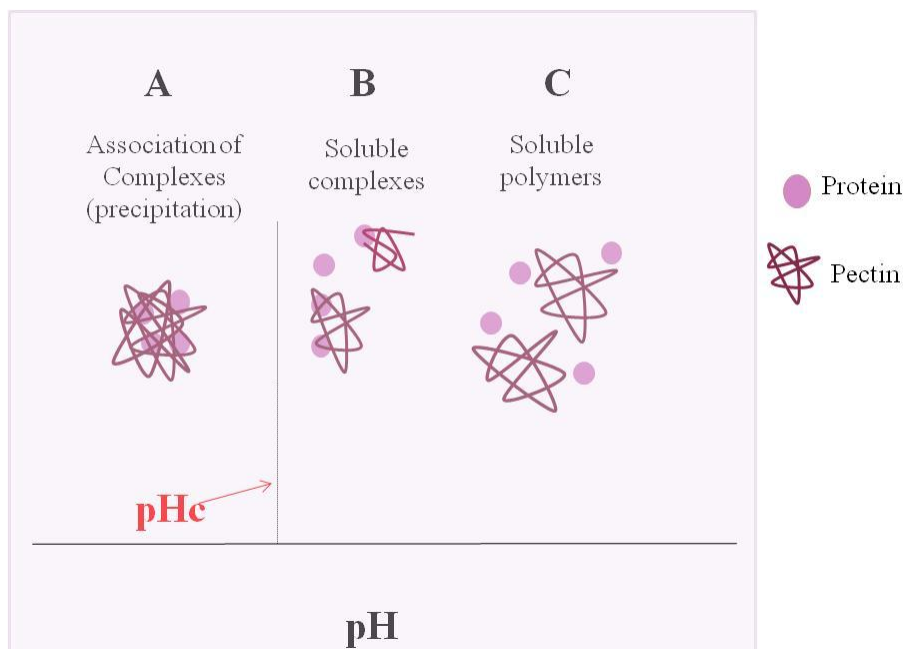 A
B
C
Association of
Complexes
(precipitation)
Soluble
complexes
Soluble
polymers
Protein
Pectin
pHc
pH